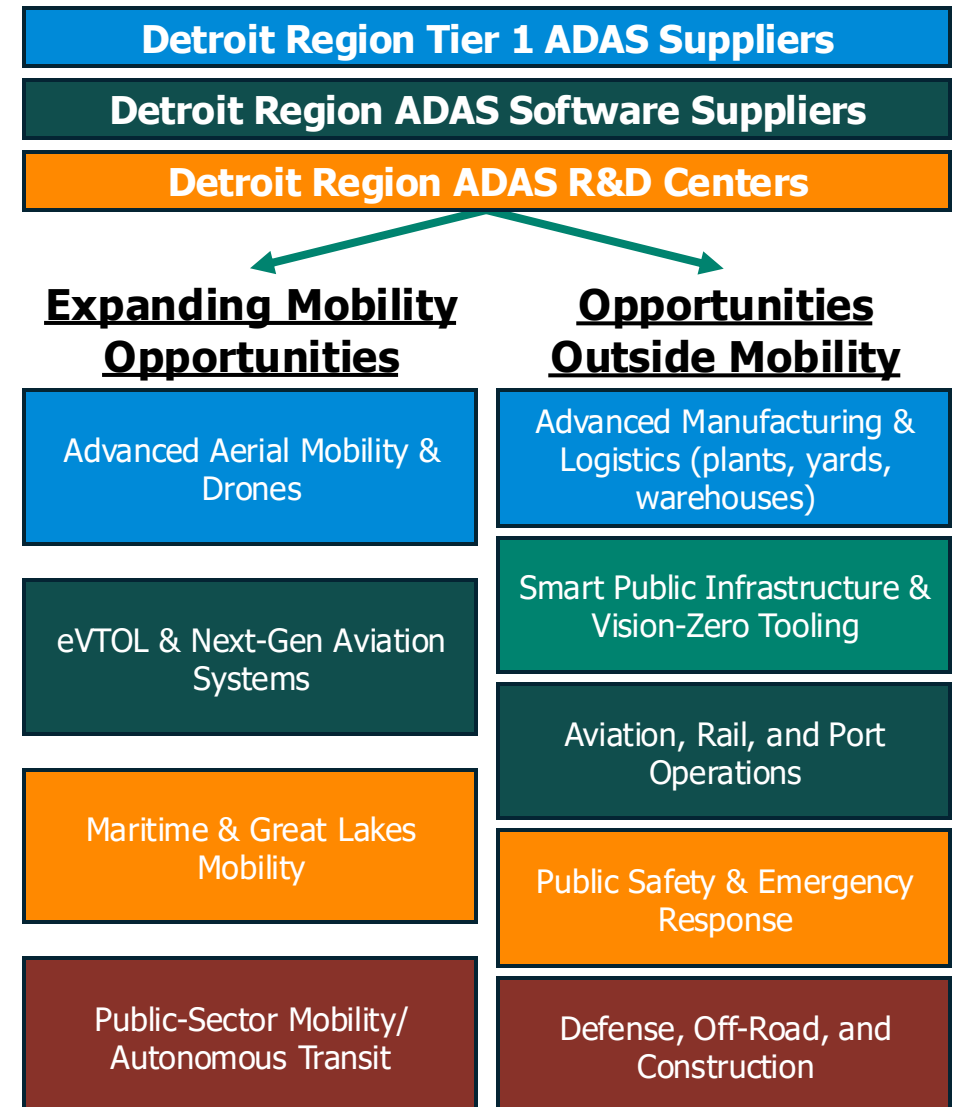 Detroit Region Tier 1 ADAS Suppliers
Detroit Region ADAS Software Suppliers
Detroit Region ADAS R&D Centers
Expanding Mobility
Opportunities
Advanced Aerial Mobility &
Drones
eVTOL & Next-Gen Aviation
Systems
Maritime & Great Lakes
Mobility
Public-Sector Mobility/
Autonomous Transit
Opportunities
Outside Mobility
Advanced Manufacturing &
Logistics (plants, yards,
warehouses)
Smart Public Infrastructure &
Vision-Zero Tooling
Aviation, Rail, and Port
Operations
Public Safety & Emergency
Response
Defense, Off-Road, and
Construction